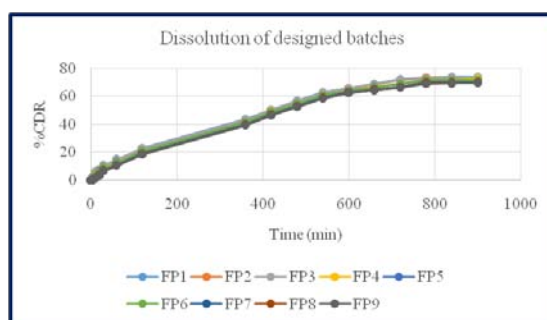 Dissolution of designed batches
80
60
40
20
0
%CDR
0 200 400 600 800 1000
Time (min)
FP1 FP2 FP3 FP4 FP5
FP6 FP7 FP8 FP9